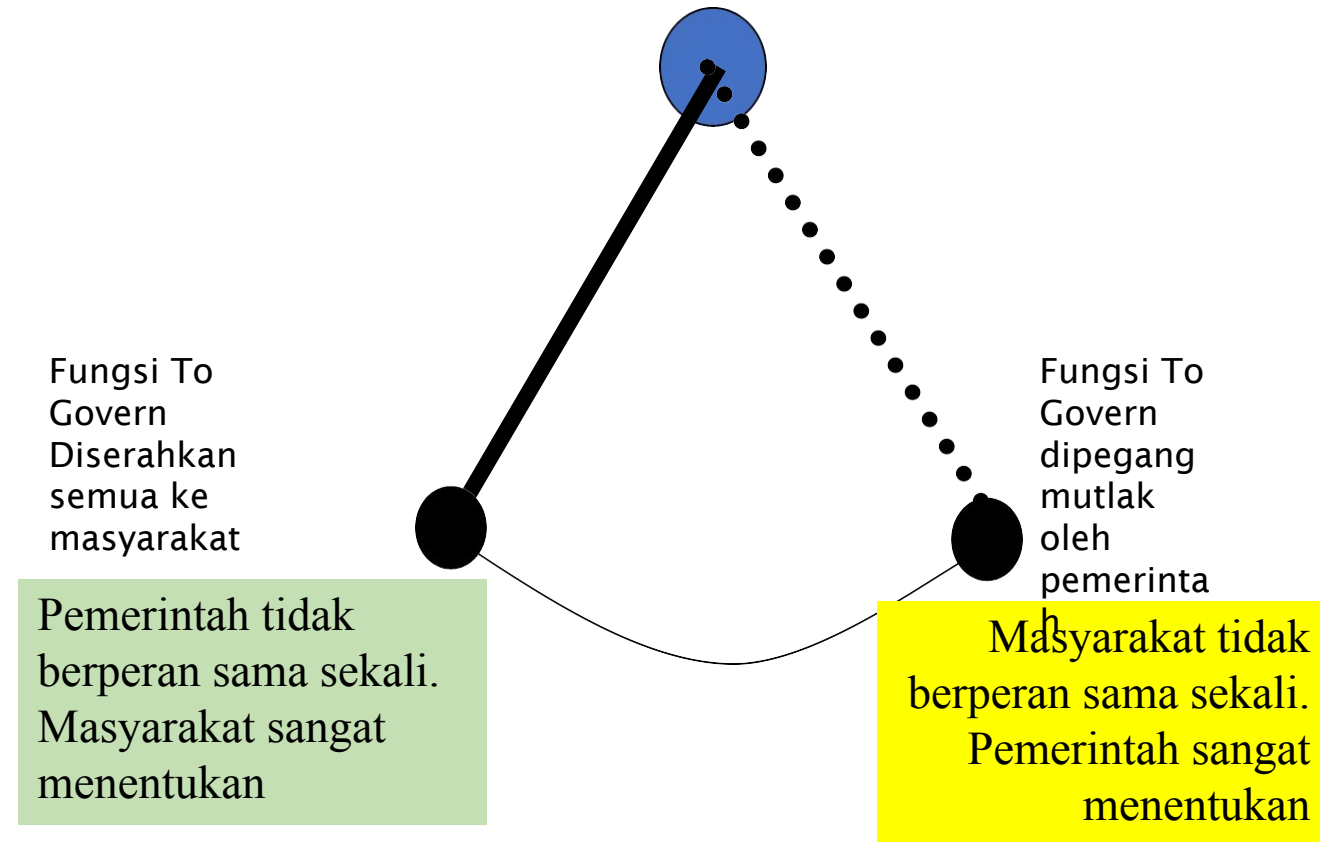 Fungsi To
Govern
Diserahkan
semua ke
masyarakat
Pemerintah tidak
berperan sama sekali.
Masyarakat sangat
menentukan
Fungsi To
Govern
dipegang
mutlak
oleh
pemerinta
h
Masyarakat tidak
berperan sama sekali.
Pemerintah sangat
menentukan